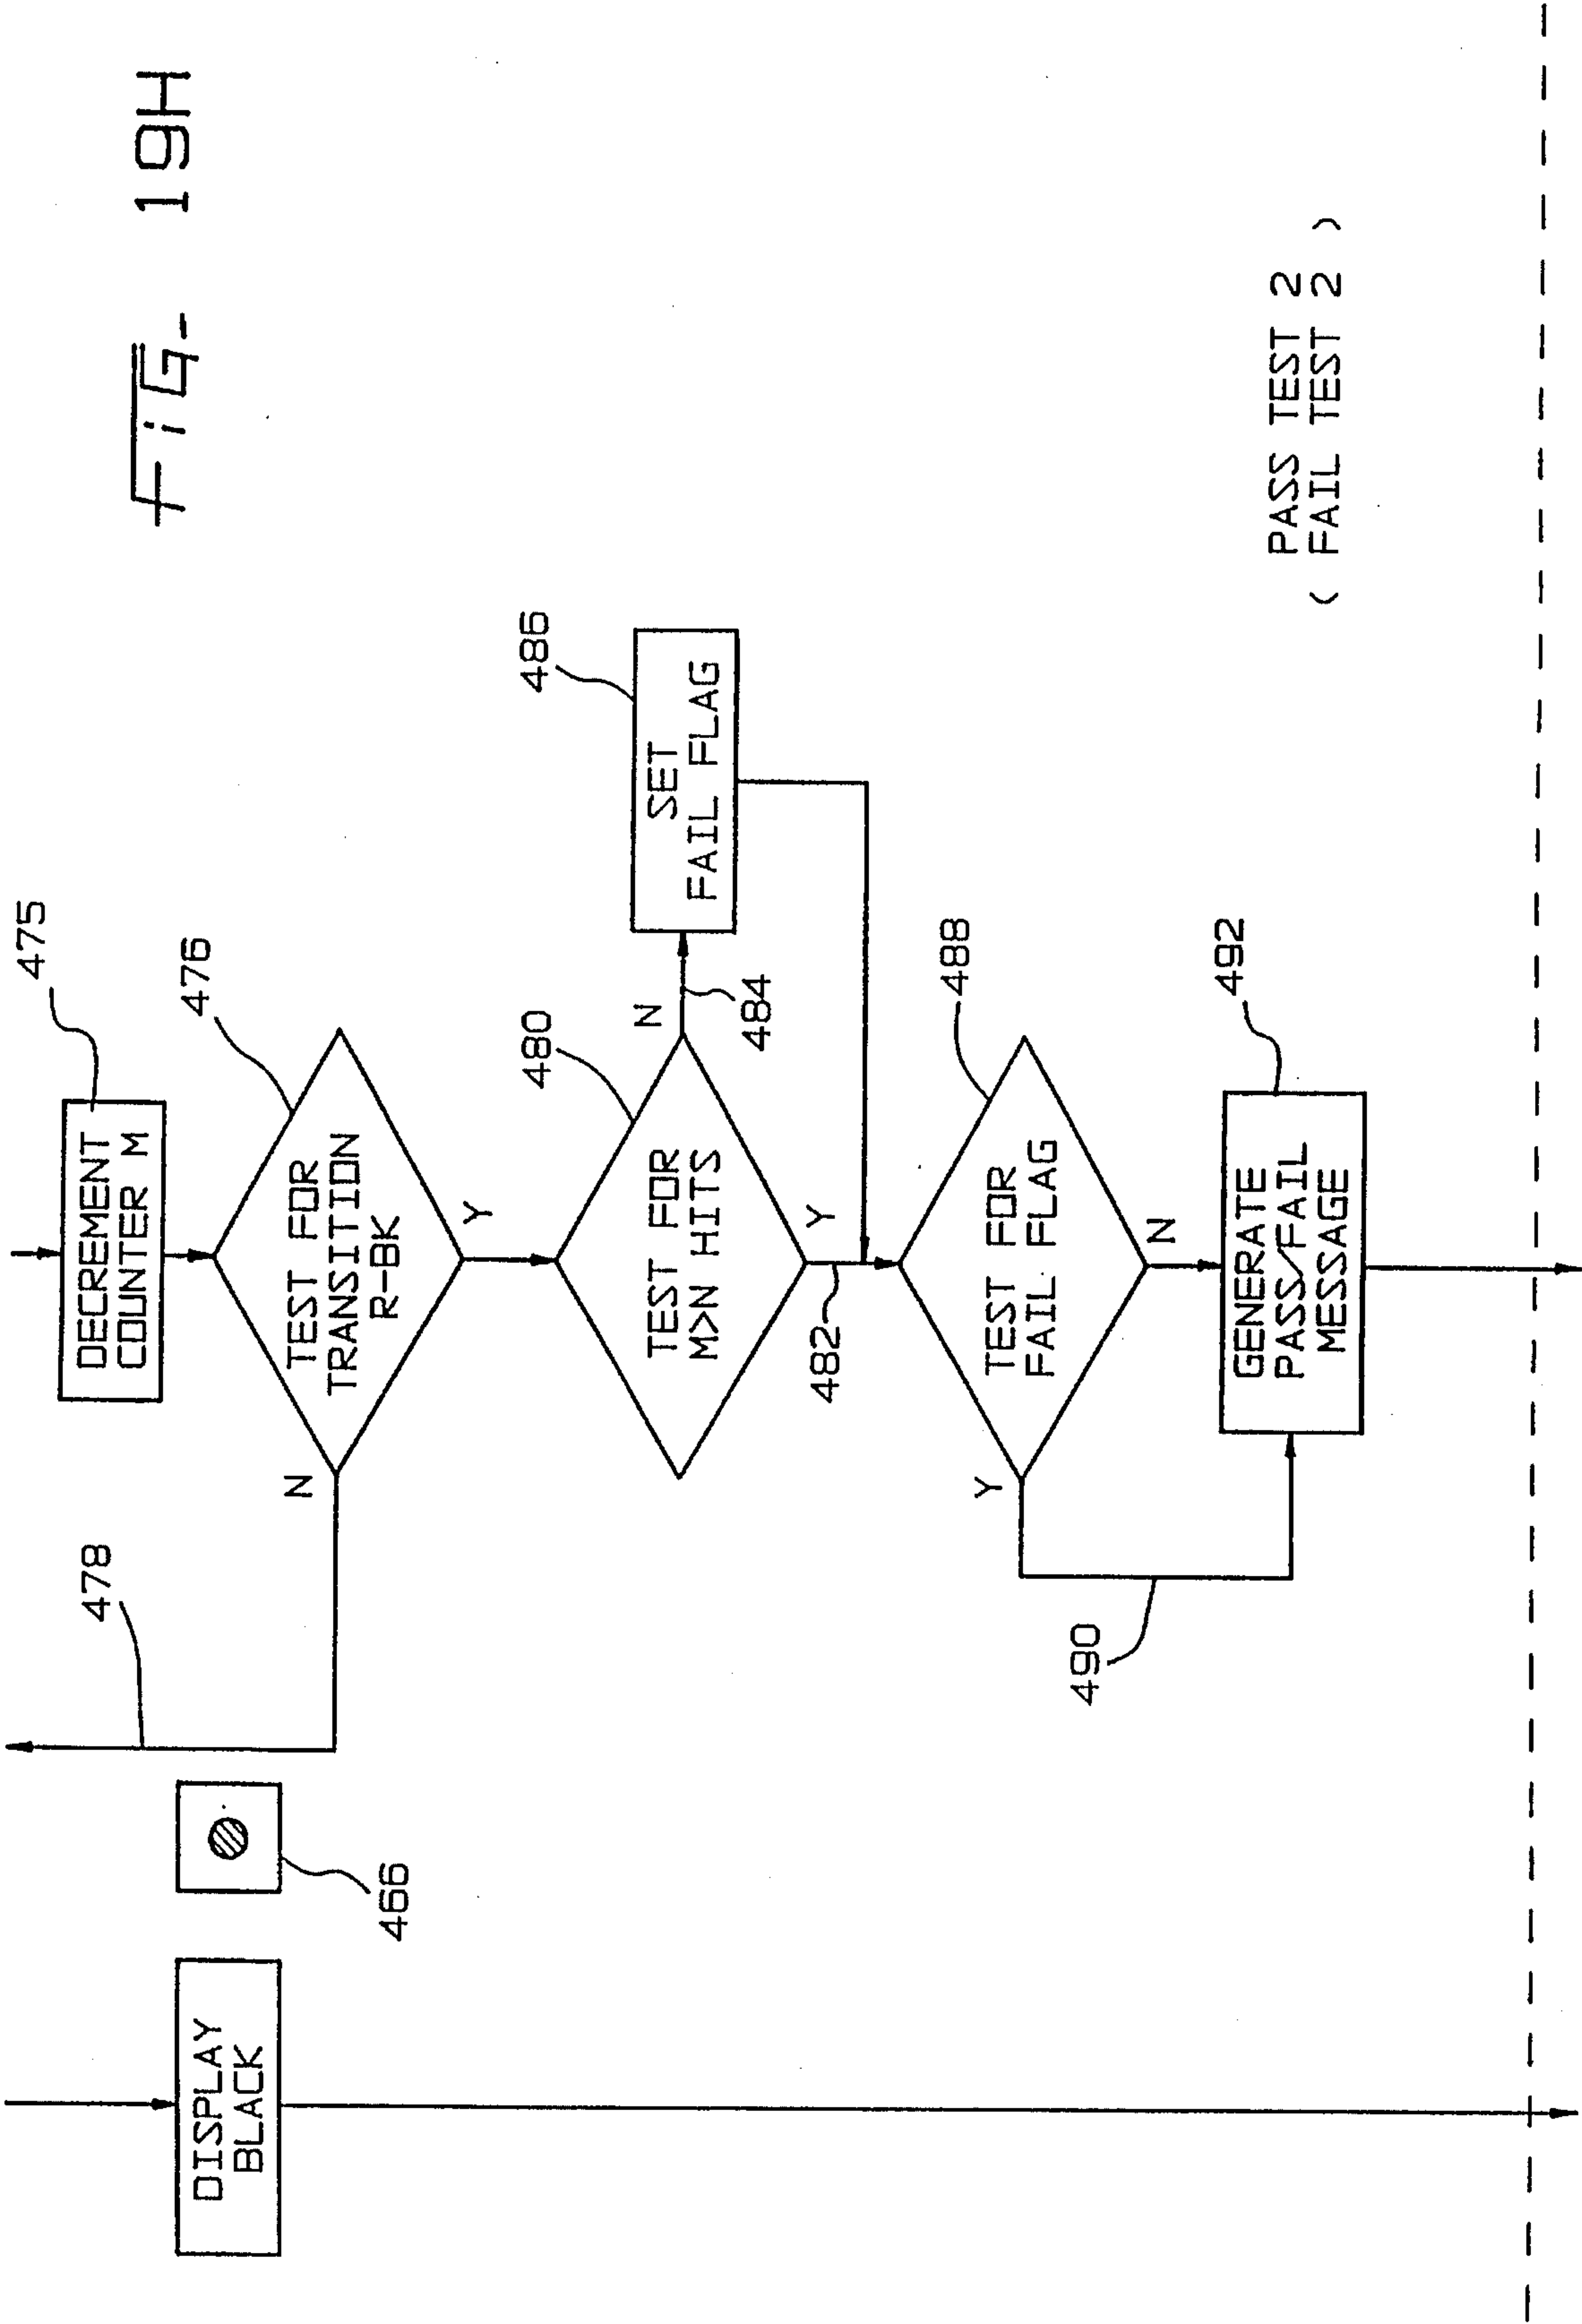 FiG- 19H
475
DECREMENT
COUNTER M
478
476
DISPLAY
BLACK
466
N
TEST FOR
TRANSITION
R-BK
Y
480
486
TEST FOR
M>N HITS
N
484
SET
FAIL FLAG
Y
482
488
Y
TEST FOR
FAIL FLAG
N
490
492
GENERATE
PASS/FAIL
MESSAGE
PASS TEST 2
( FAIL TEST 2 )